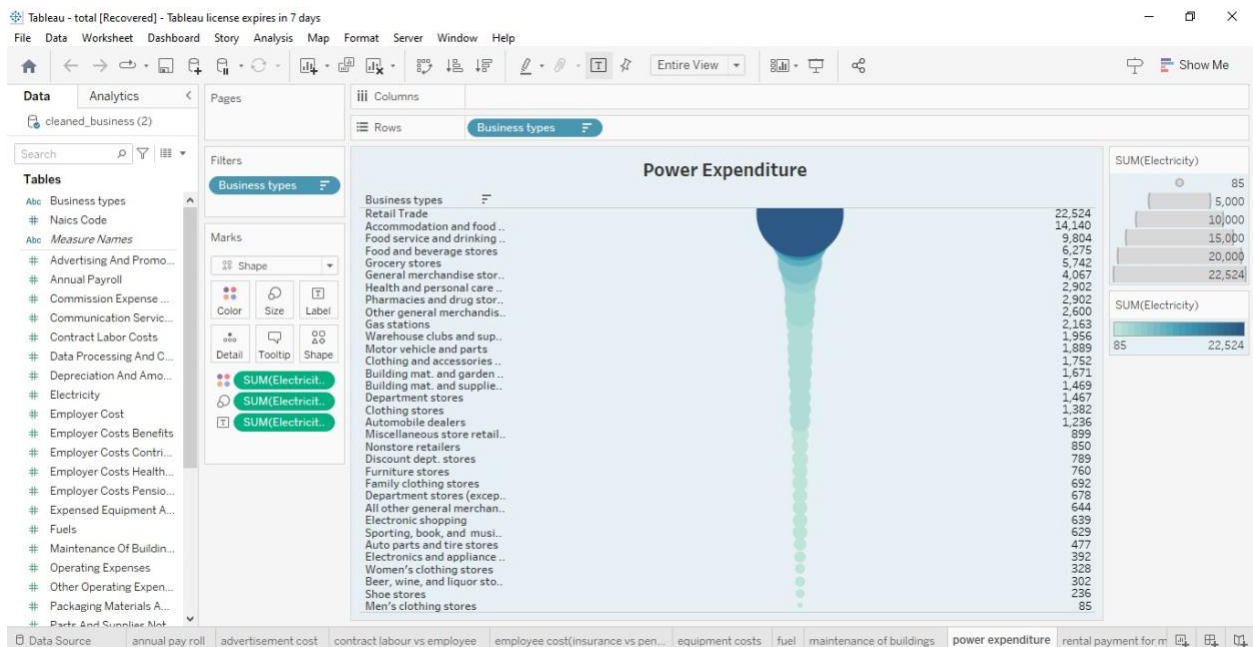 Tableau - total [Recovered] - Tableau license expires in 7 days
File Data Worksheet Dashboard Story Analysis Map Format Server Window Help
Entire View
Show Me
Data Analytics
cleaned_business (2)
Search
Tables
Abc Business types
# Naics Code
Abc Measure Names
# Advertising And Promo...
# Annual Payroll
# Commission Expense ...
# Communication Servic...
# Contract Labor Costs
# Data Processing And C...
# Depreciation And Amo...
# Electricity
# Employer Cost
# Employer Costs Benefits
# Employer Costs Contri...
# Employer Costs Health...
# Employer Costs Pensio...
# Expensed Equipment A...
# Fuels
# Maintenance Of Buildin...
# Operating Expenses
# Other Operating Expen...
# Packaging Materials A...
# Parts And Supplies Not
Pages
Filters
Business types
Marks
Shape
Color Size Label
Detail Tooltip Shape
SUM(Electricit..
SUM(Electricit..
SUM(Electricit..
Columns
Rows Business types
Power Expenditure
Business types
Retail Trade 22,524
Accommodation and food .. 14,140
Food service and drinking .. 9,804
Food and beverage stores 6,275
Grocery stores 5,742
General merchandise stor.. 4,067
Health and personal care .. 2,902
Pharmacies and drug stor.. 2,902
Other general merchandis.. 2,600
Gas stations 2,163
Warehouse clubs and sup.. 1,956
Motor vehicle and parts 1,889
Clothing and accessories .. 1,752
Building mat. and garden .. 1,671
Building mat. and supplie.. 1,469
Department stores 1,467
Clothing stores 1,382
Automobile dealers 1,236
Miscellaneous store retail.. 899
Nonstore retailers 850
Discount dept. stores 789
Furniture stores 760
Family clothing stores 692
Department stores (excep.. 678
All other general merchan.. 644
Electronic shopping 639
Sporting, book, and musi.. 629
Auto parts and tire stores 477
Electronics and appliance .. 392
Women's clothing stores 328
Beer, wine, and liquor sto.. 302
Shoe stores 236
Men's clothing stores 85
SUM(Electricity)
85
5,000
10,000
15,000
20,000
22,524
SUM(Electricity)
85 22,524
Data Source annual pay roll advertisement cost contract labour vs employee employee cost(insurance vs pen... equipment costs fuel maintenance of buildings power expenditure rental payment for m